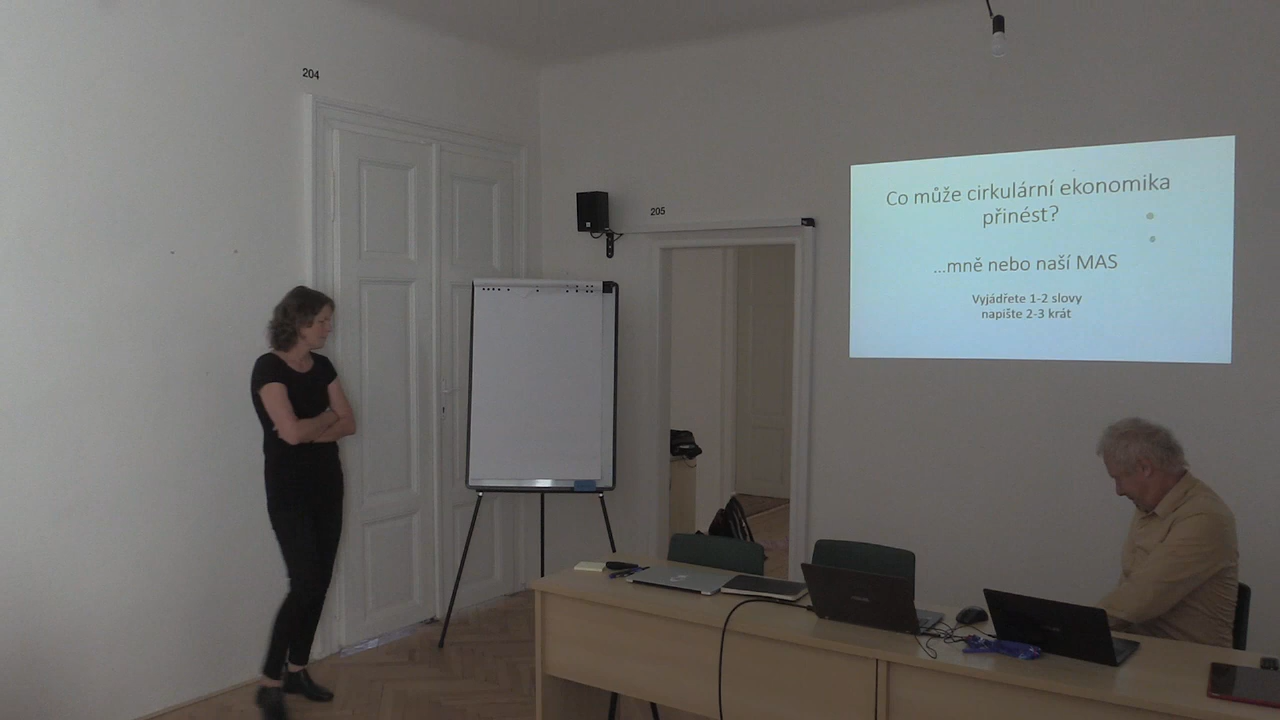 204
205
Co může cirkulární ekonomika
přinést?
...mně nebo naší MAS
Vyjádřete 1-2 slovy
napište 2-3 krát